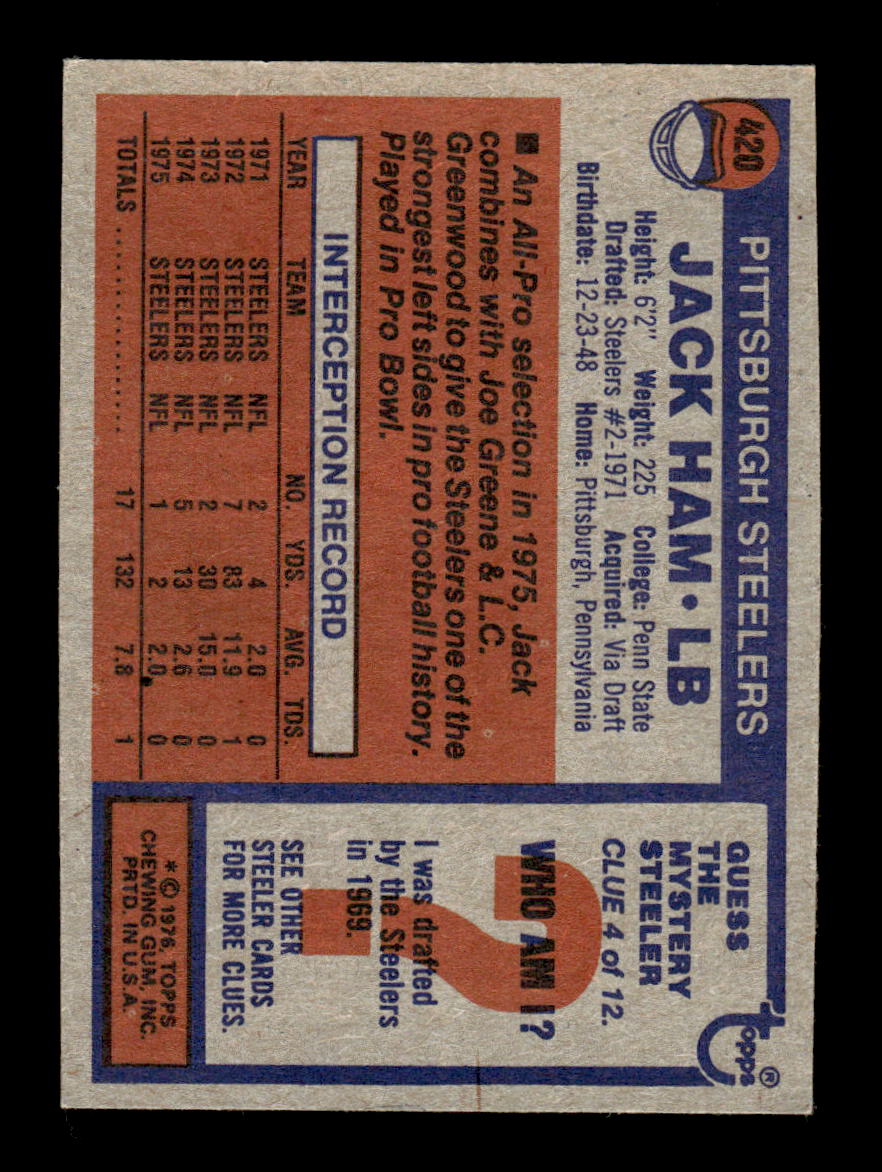 420
PITTSBURGH STEELERS
JACK HAM • LB
Height: 6'2" Weight: 225 College: Penn State
Drafted: Steelers #2-1971 Acquired: Via Draft
Birthdate: 12-23-48 Home: Pittsburgh, Pennsylvania
■ An All-Pro selection in 1975, Jack
combines with Joe Greene & L.C.
Greenwood to give the Steelers one of the
strongest left sides in pro football history.
Played in Pro Bowl.
INTERCEPTION RECORD
YEAR TEAM NO. YDS. AVG. TDS.
1971 STEELERS NFL 2 4 2.0 0
1972 STEELERS NFL 7 83 11.9 1
1973 STEELERS NFL 2 30 15.0 0
1974 STEELERS NFL 5 13 2.6 0
1975 STEELERS NFL 1 2 2.0 0
TOTALS .................... 17 132 7.8 1
topps®
GUESS
THE
MYSTERY
STEELER
CLUE 4 of 12.
?
WHO AM I?
I was drafted
by the Steelers
in 1969.
SEE OTHER
STEELER CARDS
FOR MORE CLUES.
* © 1976, TOPPS
CHEWING GUM, INC.
PRTD. IN U.S.A.